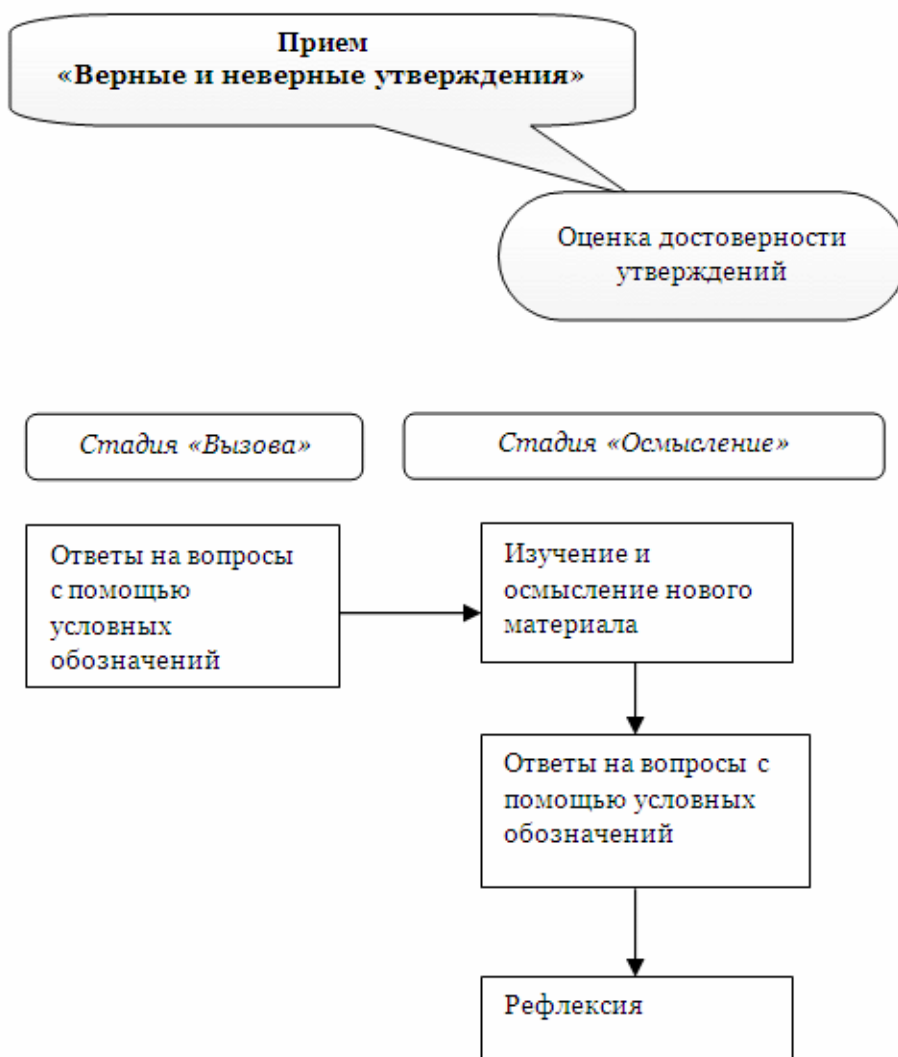 Прием
«Верные и неверные утверждения»
Оценка достоверности
утверждений
Стадия «Вызова»
Стадия «Осмысление»
Ответы на вопросы
с помощью
условных
обозначений
Изучение и
осмысление нового
материала
Ответы на вопросы с
помощью условных
обозначений
Рефлексия